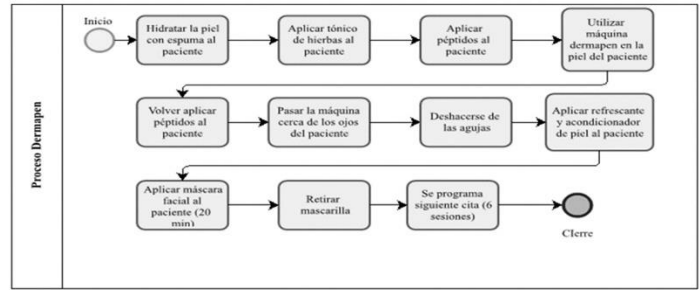 Proceso Dermapen
Inicio
Hidratar la piel
con espuma al
paciente
Aplicar tónico
de hierbas al
paciente
Aplicar
péptidos al
paciente
Utilizar
máquina
dermapen en la
piel del paciente
Volver aplicar
péptidos al
paciente
Pasar la máquina
cerca de los ojos
del paciente
Deshacerse de
las agujas
Aplicar refrescante
y acondicionador
de piel al paciente
Aplicar máscara
facial al
paciente (20
min)
Retirar
mascarilla
Se programa
siguiente cita (6
sesiones)
CIerre